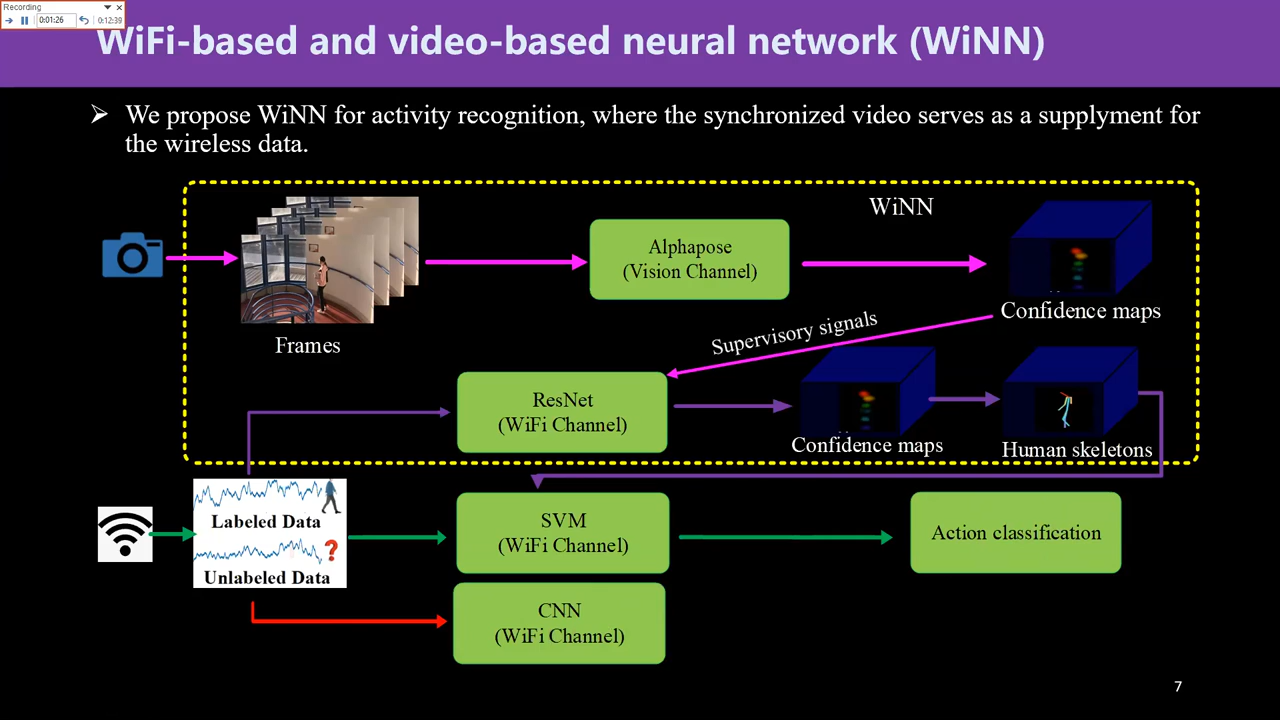 Recording
0:01:26
0:12:39
WiFi-based and video-based neural network (WiNN)
➢ We propose WiNN for activity recognition, where the synchronized video serves as a supplyment for
the wireless data.
WiNN
Alphapose
(Vision Channel)
Confidence maps
Frames
Supervisory signals
ResNet
(WiFi Channel)
Confidence maps
Human skeletons
Labeled Data
?
Unlabeled Data
SVM
(WiFi Channel)
Action classification
CNN
(WiFi Channel)
7